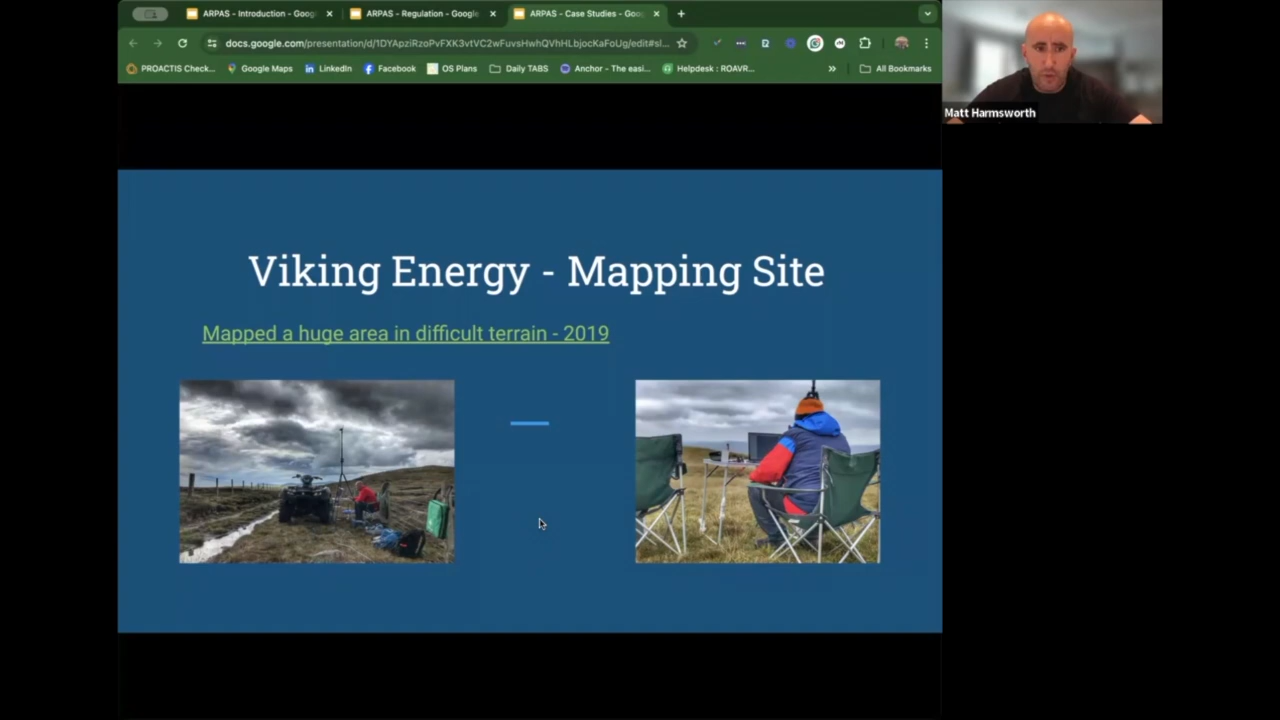 ARPAS - Introduction - Goog
ARPAS - Regulation - Google
ARPAS - Case Studies - Goo
docs.google.com/presentation/d/1DYApziRzoPvFXK3vtVC2wFuvsHwhQVhHLbjocKaFoUg/edit#sl...
PROACTIS Check...
Google Maps
LinkedIn
Facebook
OS Plans
Daily TABS
Anchor - The easi...
Helpdesk : ROAVR...
All Bookmarks
Matt Harmsworth
Viking Energy - Mapping Site
Mapped a huge area in difficult terrain - 2019